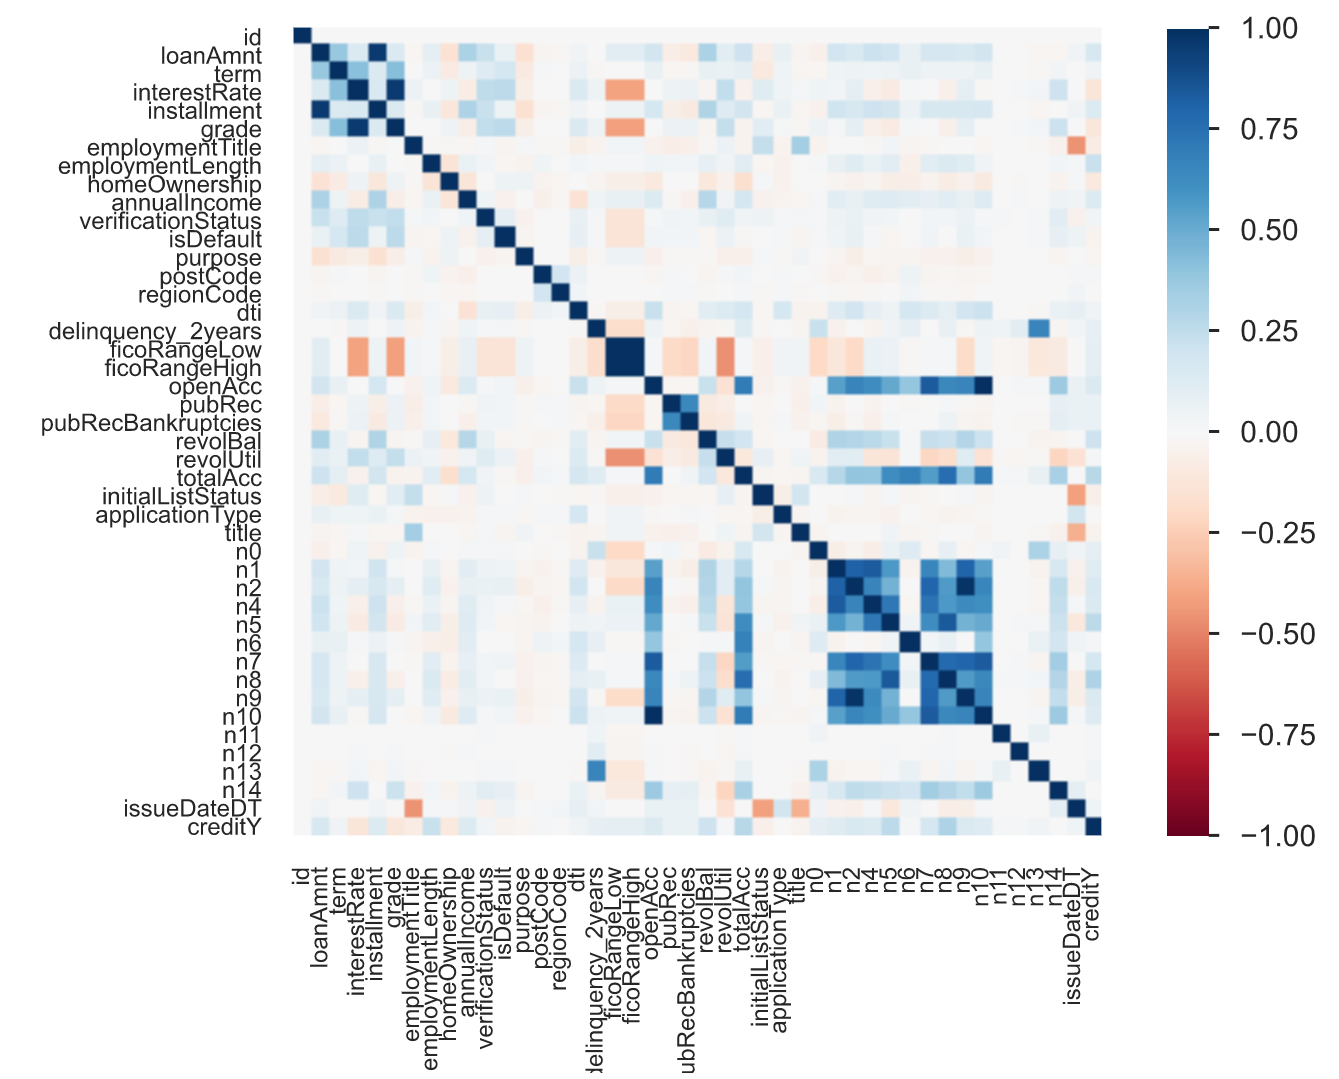 id
loanAmnt
term
interestRate
installment
grade
employmentTitle
employmentLength
homeOwnership
annualIncome
verificationStatus
isDefault
purpose
postCode
regionCode
dti
delinquency_2years
ficoRangeLow
ficoRangeHigh
openAcc
pubRec
pubRecBankruptcies
revolBal
revolUtil
totalAcc
initialListStatus
applicationType
title
n0
n1
n2
n4
n5
n6
n7
n8
n9
n10
n11
n12
n13
n14
issueDateDT
creditY
1.00
0.75
0.50
0.25
0.00
−0.25
−0.50
−0.75
−1.00
id
loanAmnt
term
interestRate
installment
grade
employmentTitle
employmentLength
homeOwnership
annualIncome
verificationStatus
isDefault
purpose
postCode
regionCode
dti
delinquency_2years
ficoRangeLow
ficoRangeHigh
openAcc
pubRec
ubRecBankruptcies
revolBal
revolUtil
totalAcc
initialListStatus
applicationType
title
n0
n1
n2
n4
n5
n6
n7
n8
n9
n10
n11
n12
n13
n14
issueDateDT
creditY